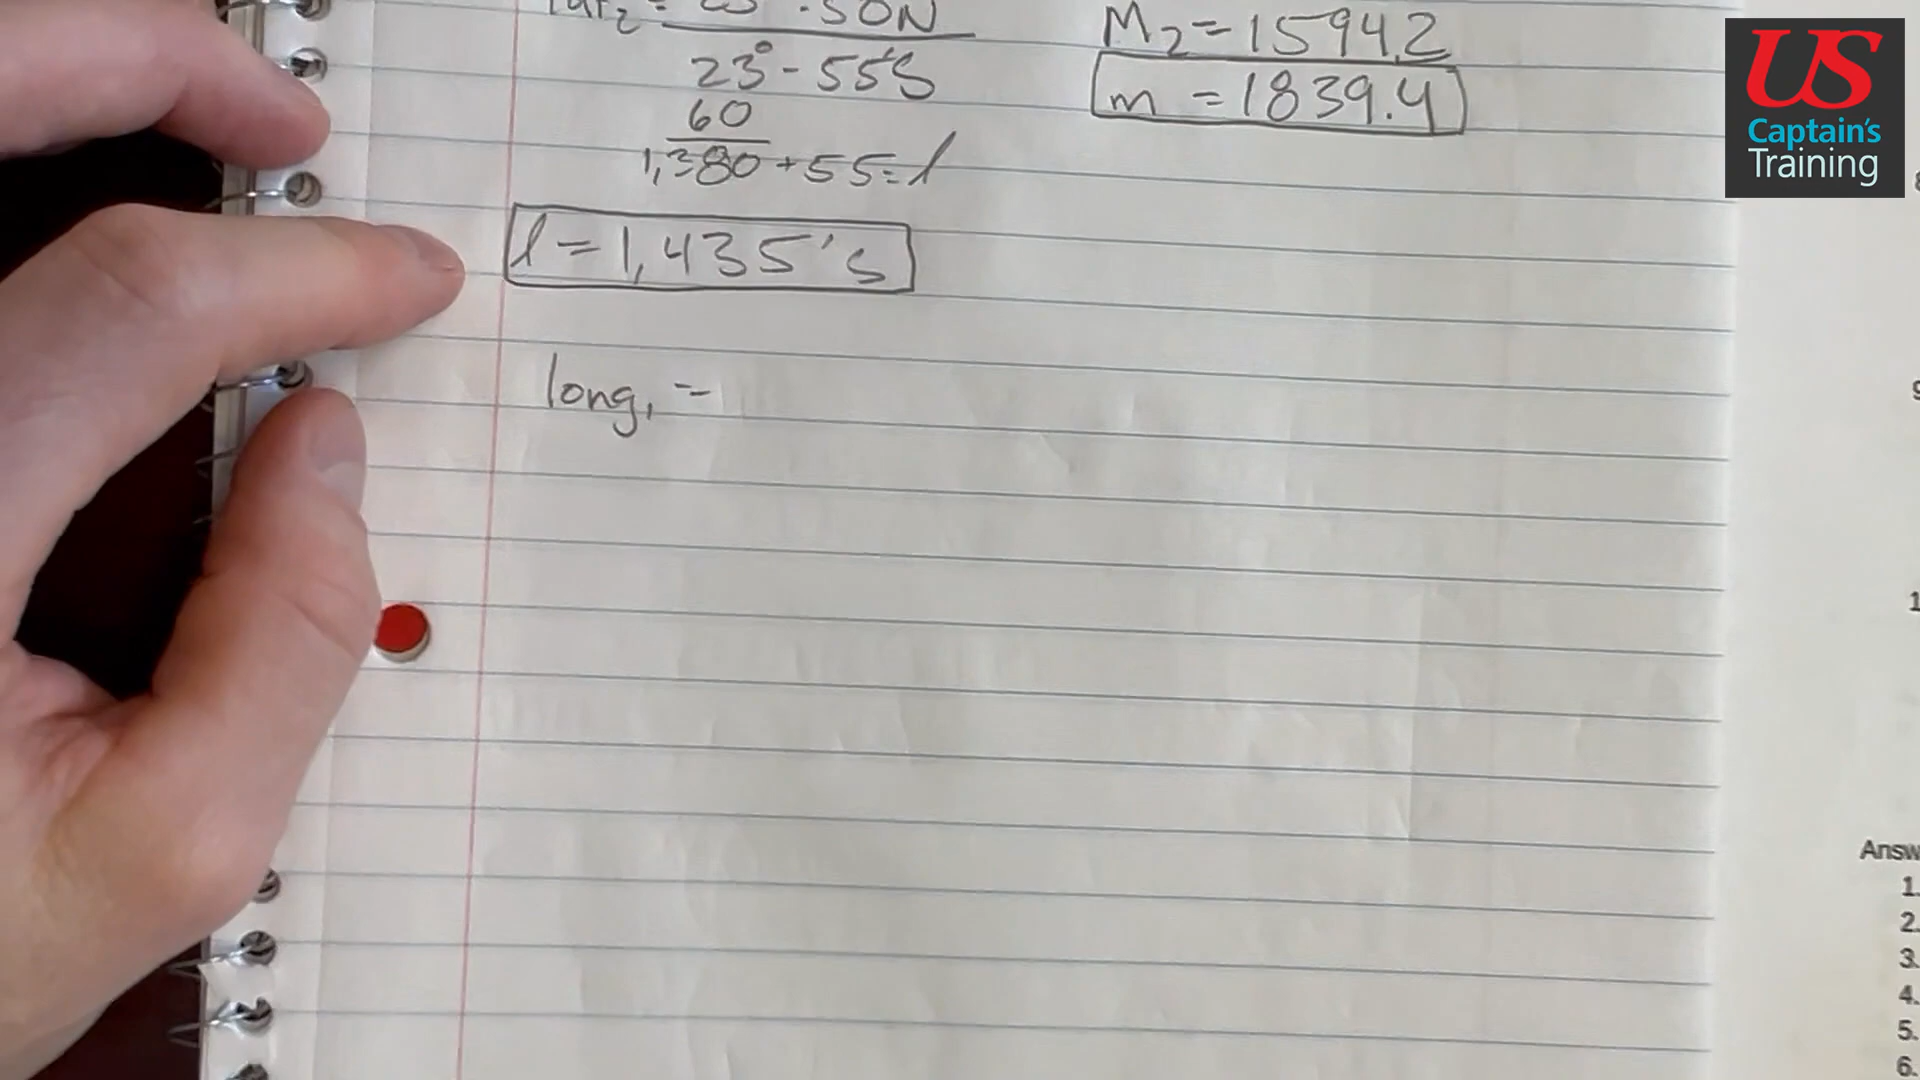 M₂ = 1594.2
23° - 55'S
m = 1839.4
60
1,380 + 55 = l
l = 1,435's
long, =
US
Captain's
Training
Answ
1.
2.
3.
4.
5.
6.